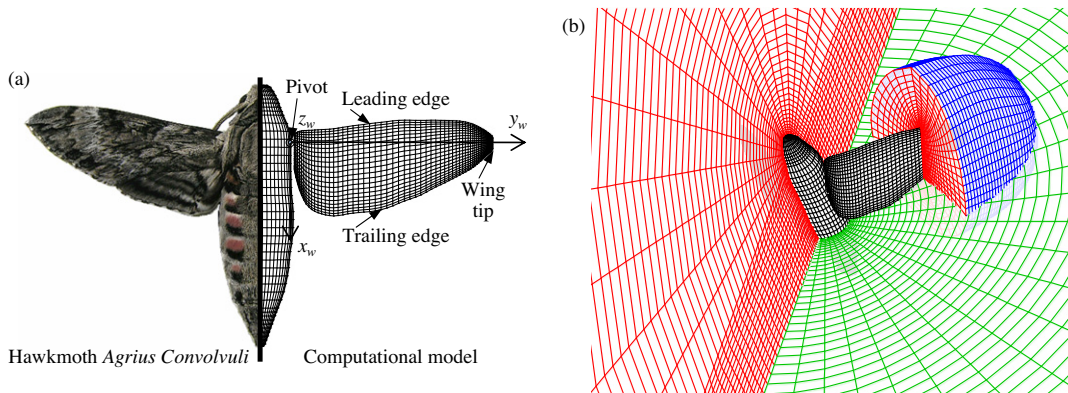 (a)
Pivot
Leading edge
z_w
y_w
Wing
tip
Trailing edge
x_w
Hawkmoth Agrius Convolvuli
Computational model
(b)